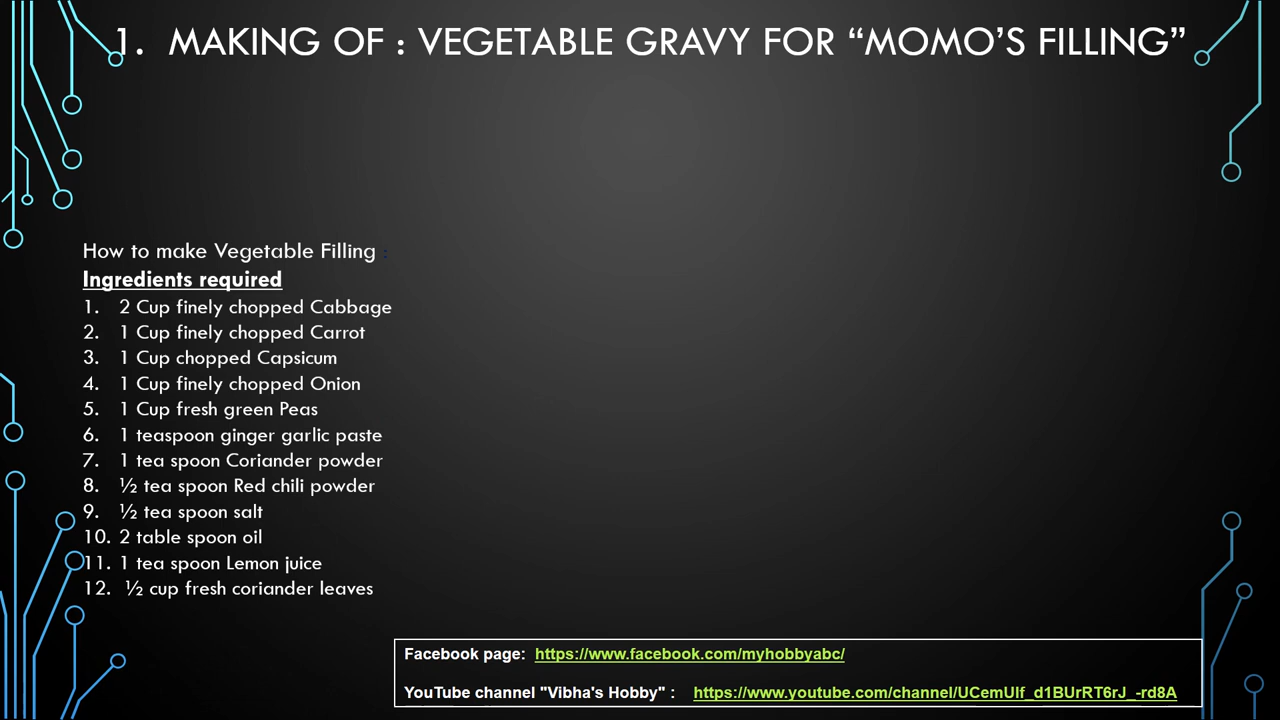 1. MAKING OF : VEGETABLE GRAVY FOR “MOMO’S FILLING”
How to make Vegetable Filling :
Ingredients required
1. 2 Cup finely chopped Cabbage
2. 1 Cup finely chopped Carrot
3. 1 Cup chopped Capsicum
4. 1 Cup finely chopped Onion
5. 1 Cup fresh green Peas
6. 1 teaspoon ginger garlic paste
7. 1 tea spoon Coriander powder
8. ½ tea spoon Red chili powder
9. ½ tea spoon salt
10. 2 table spoon oil
11. 1 tea spoon Lemon juice
12. ½ cup fresh coriander leaves
Facebook page: https://www.facebook.com/myhobbyabc/
YouTube channel "Vibha's Hobby" : https://www.youtube.com/channel/UCemUlf_d1BUrRT6rJ_-rd8A